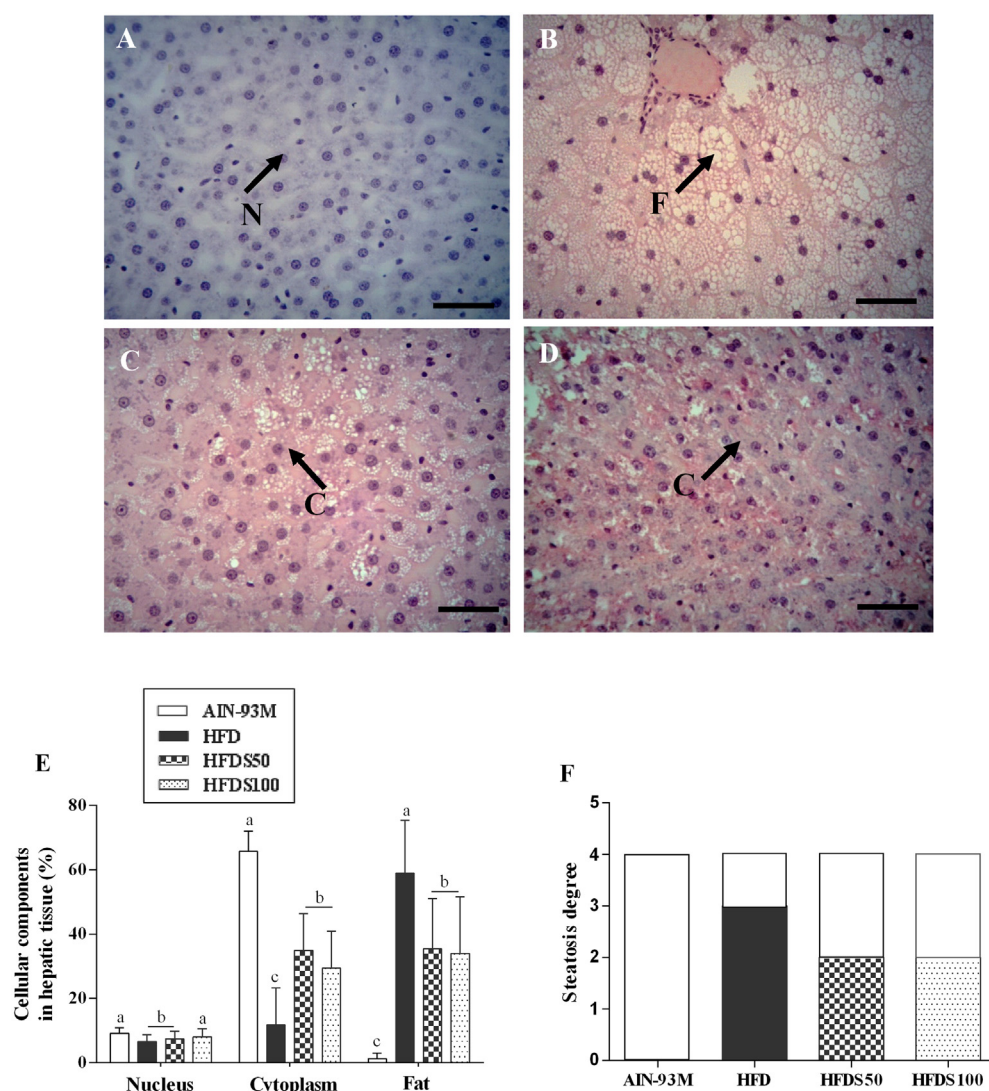 A
B
N
F
C
D
C
C
AIN-93M
HFD
HFDS50
HFDS100
E
Cellular components
in hepatic tissue (%)
80
60
40
20
0
a
b
a
a
c
b
c
a
b
Nucleus
Cytoplasm
Fat
F
Steatosis degree
5
4
3
2
1
0
AIN-93M
HFD
HFDS50
HFDS100